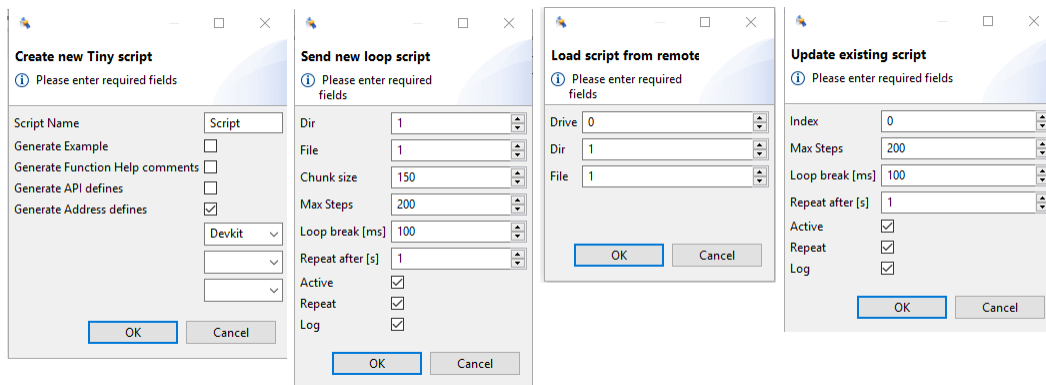 Create new Tiny script
Please enter required fields
Script Name Script
Generate Example
Generate Function Help comments
Generate API defines
Generate Address defines
Devkit
OK Cancel
Send new loop script
Please enter required
fields
Dir 1
File 1
Chunk size 150
Max Steps 200
Loop break [ms] 100
Repeat after [s] 1
Active
Repeat
Log
OK Cancel
Load script from remote
Please enter required
fields
Drive 0
Dir 1
File 1
OK Cancel
Update existing script
Please enter required fields
Index 0
Max Steps 200
Loop break [ms] 100
Repeat after [s] 1
Active
Repeat
Log
OK Cancel